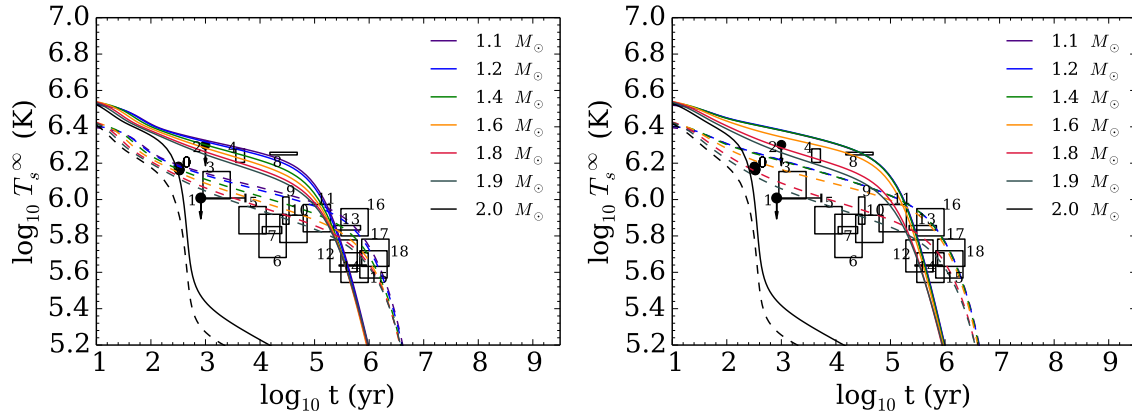 7.0
6.8
6.4
6.2
6.0
5.8
5.6
5.4
5.2
log₁₀ Tₛ^∞ (K)
1 2 3 4 5 6 7 8 9
log₁₀ t (yr)
1.1 M⊙
1.2 M⊙
1.4 M⊙
1.6 M⊙
1.8 M⊙
1.9 M⊙
2.0 M⊙
2 4 8
0
3
1 5 9 10 11
7 6
13 16
12 17
14 18
15
7.0
6.8
6.4
6.2
6.0
5.8
5.6
5.4
5.2
log₁₀ Tₛ^∞ (K)
1 2 3 4 5 6 7 8 9
log₁₀ t (yr)
1.1 M⊙
1.2 M⊙
1.4 M⊙
1.6 M⊙
1.8 M⊙
1.9 M⊙
2.0 M⊙
2 4 8
0
3
1 5 9 10 11
7 6
13 16
12 17
14 18
15